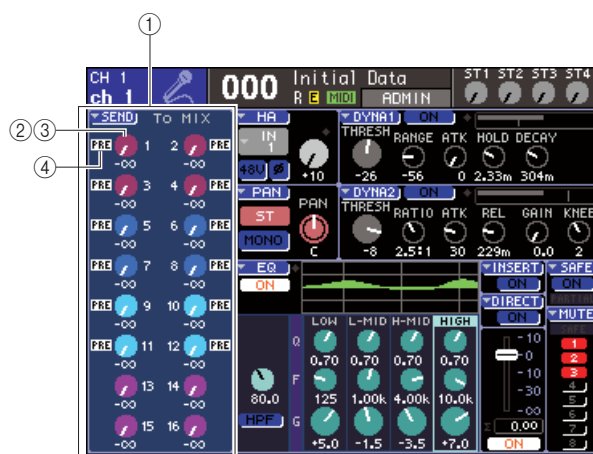 ①
CH 1
ch 1
000
Initial Data
R E MIDI ADMIN
ST1 ST2 ST3 ST4
②③
④
SEND To MIX
PRE 1 2 PRE
-∞ -∞
PRE 3 4 PRE
-∞ -∞
PRE 5 6 PRE
-∞ -∞
PRE 7 8 PRE
-∞ -∞
PRE 9 10 PRE
-∞ -∞
PRE 11 12 PRE
-∞ -∞
13 14
-∞ -∞
15 16
-∞ -∞
HA
IN 1
48V ø
+10
PAN
ST
MONO
PAN
C
DYNA1 ON
THRESH RANGE ATK HOLD DECAY
-26 -56 0 2.33m 304m
DYNA2 ON
THRESH RATIO ATK REL GAIN KNEE
-8 2.5:1 30 229m 0.0 2
EQ
ON
LOW L-MID H-MID HIGH
Q 0.70 0.70 0.70 0.70
F 125 1.00k 4.00k 10.0k
G +5.0 -1.5 -3.5 +7.0
80.0
HPF
INSERT
ON
DIRECT
ON
10
0
-10
-30
-∞
Σ 0.00
ON
SAFE
ON
PARTIAL
MUTE
SAFE
1
2
3
4
5
6
7
8